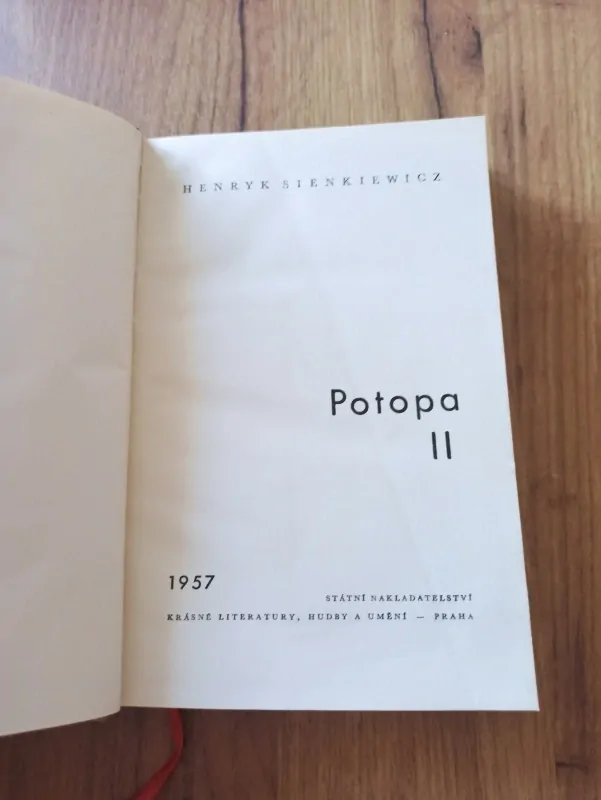 HENRYK SIENKIEWICZ
Potopa
II
1957
STÁTNÍ NAKLADATELSTVÍ
KRÁSNÉ LITERATURY, HUDBY A UMĚNÍ — PRAHA